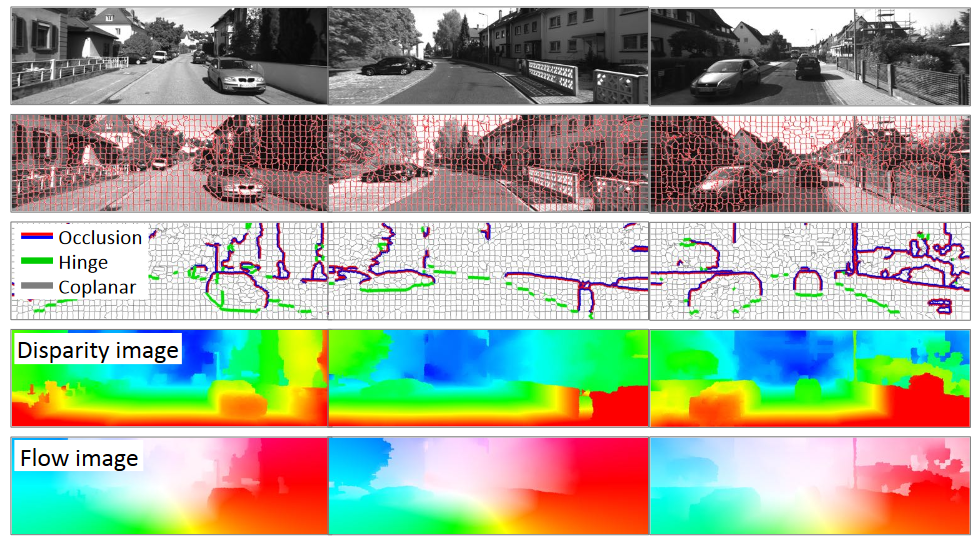 Occlusion
Hinge
Coplanar
Disparity image
Flow image